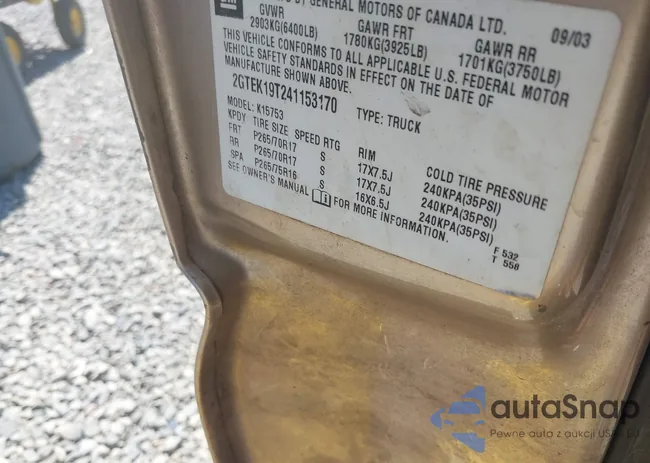 GM
BY GENERAL MOTORS OF CANADA LTD.
GVWR GAWR FRT GAWR RR 09/03
2903KG(6400LB) 1780KG(3925LB) 1701KG(3750LB)
THIS VEHICLE CONFORMS TO ALL APPLICABLE U.S. FEDERAL MOTOR
VEHICLE SAFETY STANDARDS IN EFFECT ON THE DATE OF
MANUFACTURE SHOWN ABOVE.
2GTEK19T241153170
MODEL: K15753 TYPE: TRUCK
KPDY TIRE SIZE SPEED RTG RIM COLD TIRE PRESSURE
FRT P265/70R17 S 17X7.5J 240KPA(35PSI)
RR P265/70R17 S 17X7.5J 240KPA(35PSI)
SPA P265/75R16 S 16X6.5J 240KPA(35PSI)
SEE OWNER'S MANUAL FOR MORE INFORMATION.
F 532
T 558
autoSnap
Pewne auto z aukcji USA